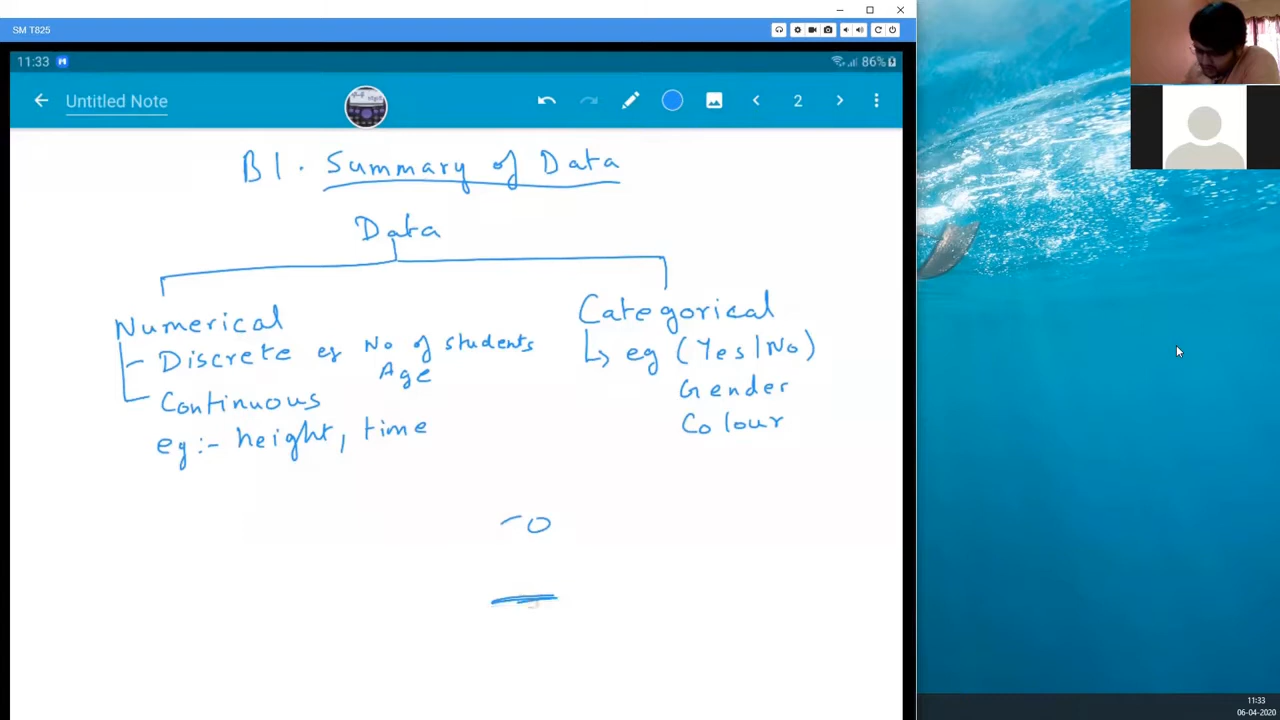 SM T825
11:33 86%
Untitled Note 2
B1. Summary of Data
Data
Numerical
Discrete eg No of students
Age
Continuous
eg:- height, time
Categorical
eg (Yes/No)
Gender
Colour
11:33
06-04-2020